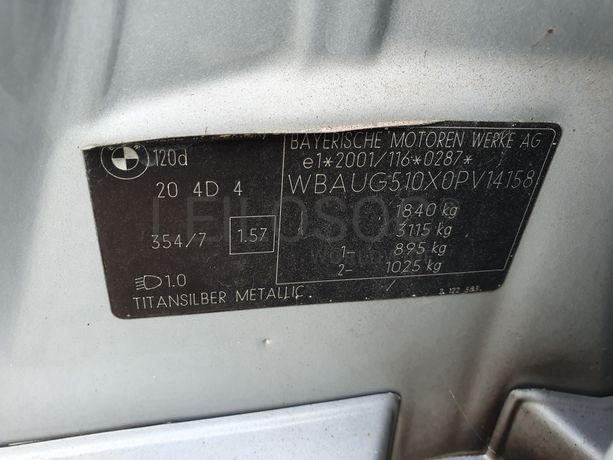 120d
20 4D 4
354/7 1.57
1.0
TITANSILBER METALLIC
BAYERISCHE MOTOREN WERKE AG
e1*2001/116*0287*
WBAUG510X0PV14158
1840 kg
3115 kg
1- 895 kg
2- 1025 kg
/
LEILOSOC